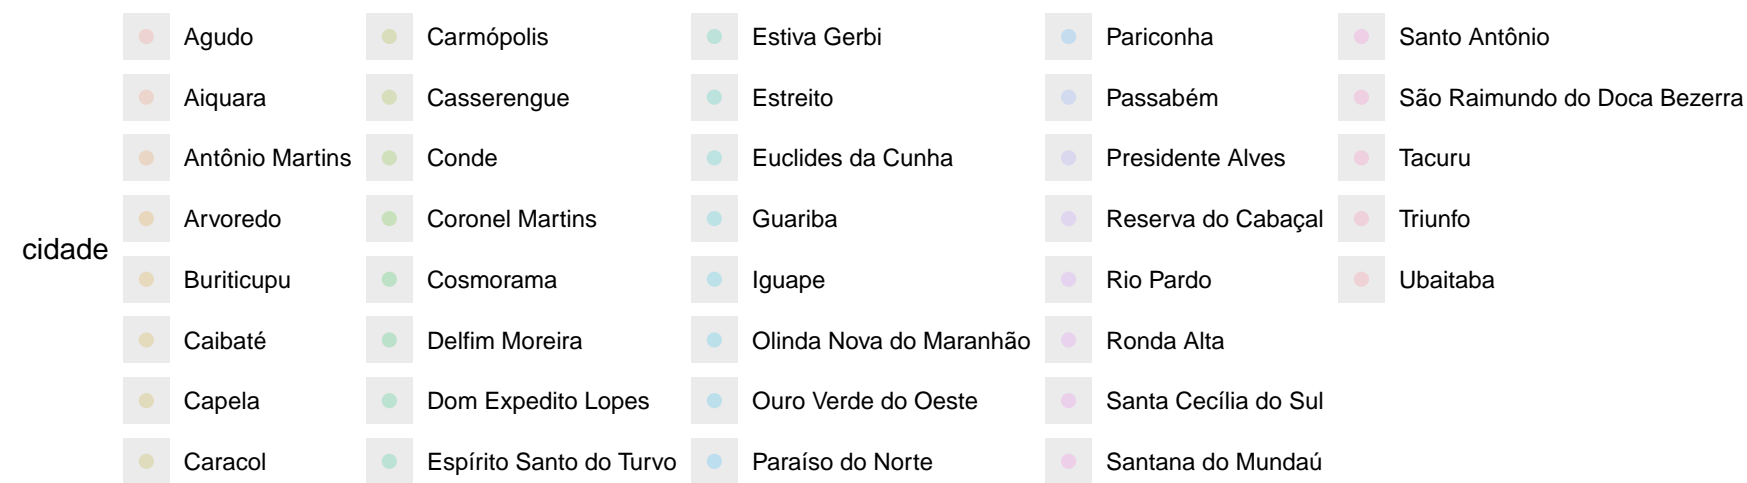 cidade
Agudo
Aiquara
Antônio Martins
Arvoredo
Buriticupu
Caibaté
Capela
Caracol
Carmópolis
Casserengue
Conde
Coronel Martins
Cosmorama
Delfim Moreira
Dom Expedito Lopes
Espírito Santo do Turvo
Estiva Gerbi
Estreito
Euclides da Cunha
Guariba
Iguape
Olinda Nova do Maranhão
Ouro Verde do Oeste
Paraíso do Norte
Pariconha
Passabém
Presidente Alves
Reserva do Cabaçal
Rio Pardo
Ronda Alta
Santa Cecília do Sul
Santana do Mundaú
Santo Antônio
São Raimundo do Doca Bezerra
Tacuru
Triunfo
Ubaitaba